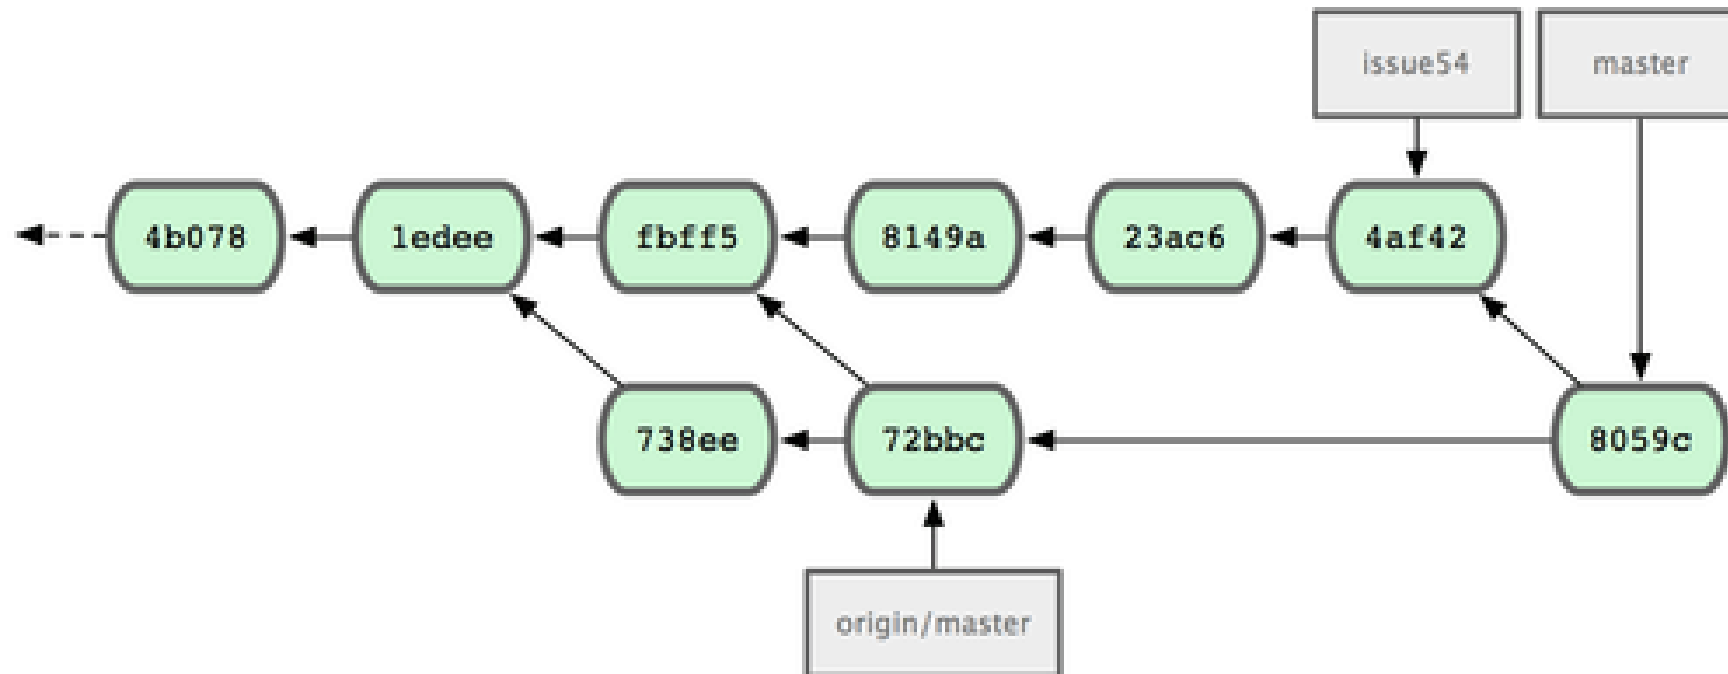 issue54
master
4b078
1edee
fbff5
8149a
23ac6
4af42
738ee
72bbc
8059c
origin/master